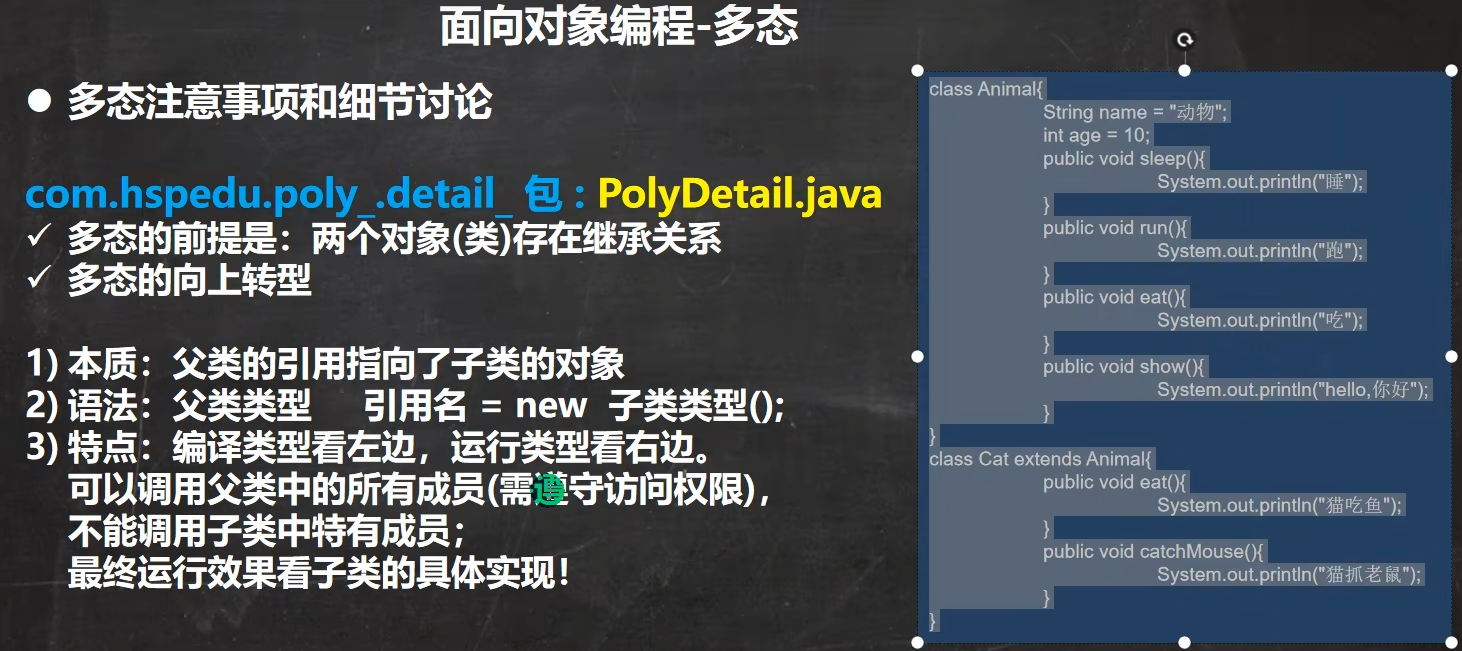 面向对象编程-多态
● 多态注意事项和细节讨论
com.hspedu.poly_.detail_ 包 : PolyDetail.java
✓ 多态的前提是：两个对象(类)存在继承关系
✓ 多态的向上转型
1) 本质：父类的引用指向了子类的对象
2) 语法：父类类型 引用名 = new 子类类型();
3) 特点：编译类型看左边，运行类型看右边。
可以调用父类中的所有成员(需遵守访问权限)，
不能调用子类中特有成员；
最终运行效果看子类的具体实现！
class Animal{
String name = "动物";
int age = 10;
public void sleep(){
System.out.println("睡");
}
public void run(){
System.out.println("跑");
}
public void eat(){
System.out.println("吃");
}
public void show(){
System.out.println("hello,你好");
}
}
class Cat extends Animal{
public void eat(){
System.out.println("猫吃鱼");
}
public void catchMouse(){
System.out.println("猫抓老鼠");
}
}